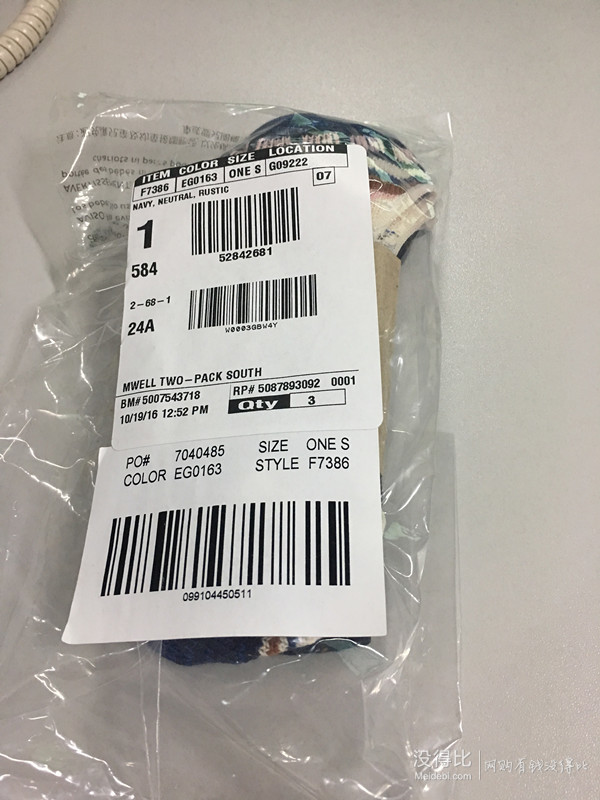 ITEM COLOR SIZE LOCATION
F7386 EG0163 ONE S G09222
NAVY, NEUTRAL, RUSTIC 07
1
52842681
584
2-68-1
24A
W0003GBW4Y
MWELL TWO-PACK SOUTH
BM# 5007543718 RP# 5087893092 0001
10/19/16 12:52 PM Qty 3
PO# 7040485 SIZE ONE S
COLOR EG0163 STYLE F7386
099104450511
没得比
Meidebi.com
网购有我没得比